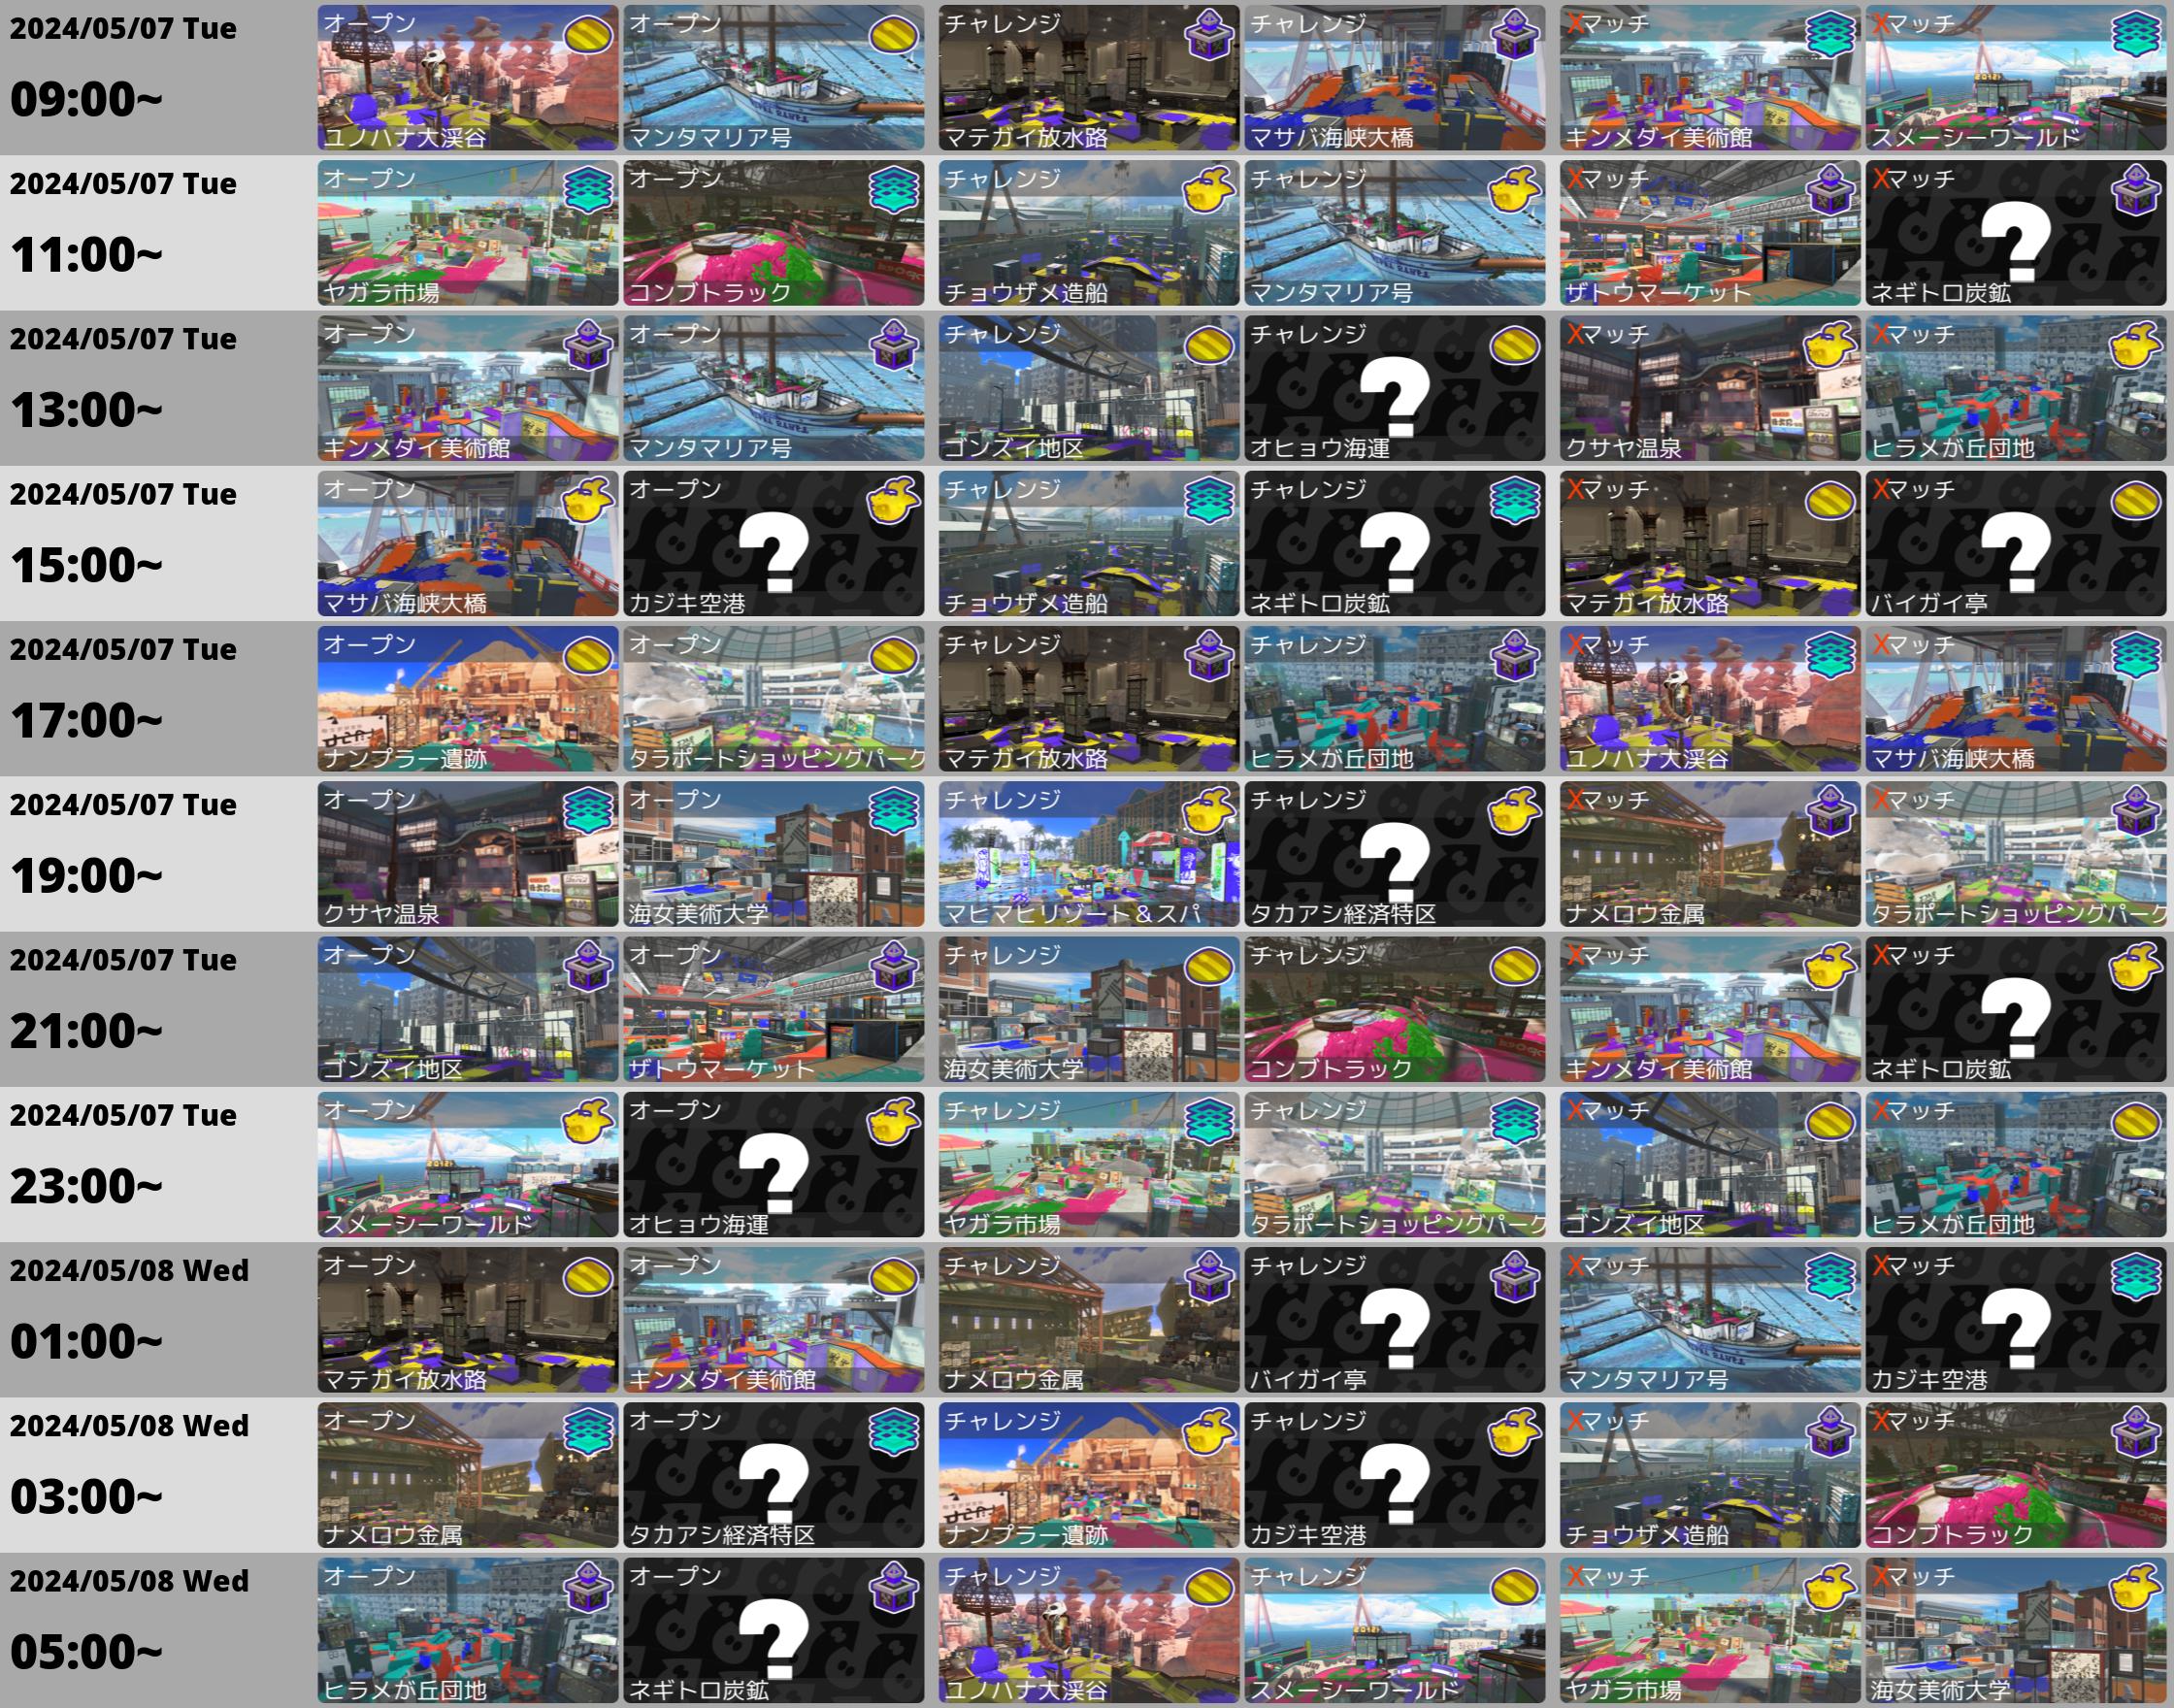 2024/05/07 Tue
09:00~
オープン
ユノハナ大渓谷
オープン
マンタマリア号
チャレンジ
マテガイ放水路
チャレンジ
マサバ海峡大橋
Xマッチ
キンメダイ美術館
Xマッチ
スメーシーワールド
2024/05/07 Tue
11:00~
オープン
ヤガラ市場
オープン
コンブトラック
チャレンジ
チョウザメ造船
チャレンジ
マンタマリア号
Xマッチ
ザトウマーケット
Xマッチ
?
ネギトロ炭鉱
2024/05/07 Tue
13:00~
オープン
キンメダイ美術館
オープン
マンタマリア号
チャレンジ
ゴンズイ地区
チャレンジ
?
オヒョウ海運
Xマッチ
クサヤ温泉
Xマッチ
ヒラメが丘団地
2024/05/07 Tue
15:00~
オープン
マサバ海峡大橋
オープン
?
カジキ空港
チャレンジ
チョウザメ造船
チャレンジ
?
ネギトロ炭鉱
Xマッチ
マテガイ放水路
Xマッチ
?
バイガイ亭
2024/05/07 Tue
17:00~
オープン
ナンプラー遺跡
オープン
タラポートショッピングパーク
チャレンジ
マテガイ放水路
チャレンジ
ヒラメが丘団地
Xマッチ
ユノハナ大渓谷
Xマッチ
マサバ海峡大橋
2024/05/07 Tue
19:00~
オープン
クサヤ温泉
オープン
海女美術大学
チャレンジ
マヒマヒリゾート＆スパ
チャレンジ
?
タカアシ経済特区
Xマッチ
ナメロウ金属
Xマッチ
タラポートショッピングパーク
2024/05/07 Tue
21:00~
オープン
ゴンズイ地区
オープン
ザトウマーケット
チャレンジ
海女美術大学
チャレンジ
コンブトラック
Xマッチ
キンメダイ美術館
Xマッチ
?
ネギトロ炭鉱
2024/05/07 Tue
23:00~
オープン
スメーシーワールド
オープン
?
オヒョウ海運
チャレンジ
ヤガラ市場
チャレンジ
タラポートショッピングパーク
Xマッチ
ゴンズイ地区
Xマッチ
ヒラメが丘団地
2024/05/08 Wed
01:00~
オープン
マテガイ放水路
オープン
キンメダイ美術館
チャレンジ
ナメロウ金属
チャレンジ
?
バイガイ亭
Xマッチ
マンタマリア号
Xマッチ
?
カジキ空港
2024/05/08 Wed
03:00~
オープン
ナメロウ金属
オープン
?
タカアシ経済特区
チャレンジ
ナンプラー遺跡
チャレンジ
?
カジキ空港
Xマッチ
チョウザメ造船
Xマッチ
コンブトラック
2024/05/08 Wed
05:00~
オープン
ヒラメが丘団地
オープン
?
ネギトロ炭鉱
チャレンジ
ユノハナ大渓谷
チャレンジ
スメーシーワールド
Xマッチ
ヤガラ市場
Xマッチ
海女美術大学